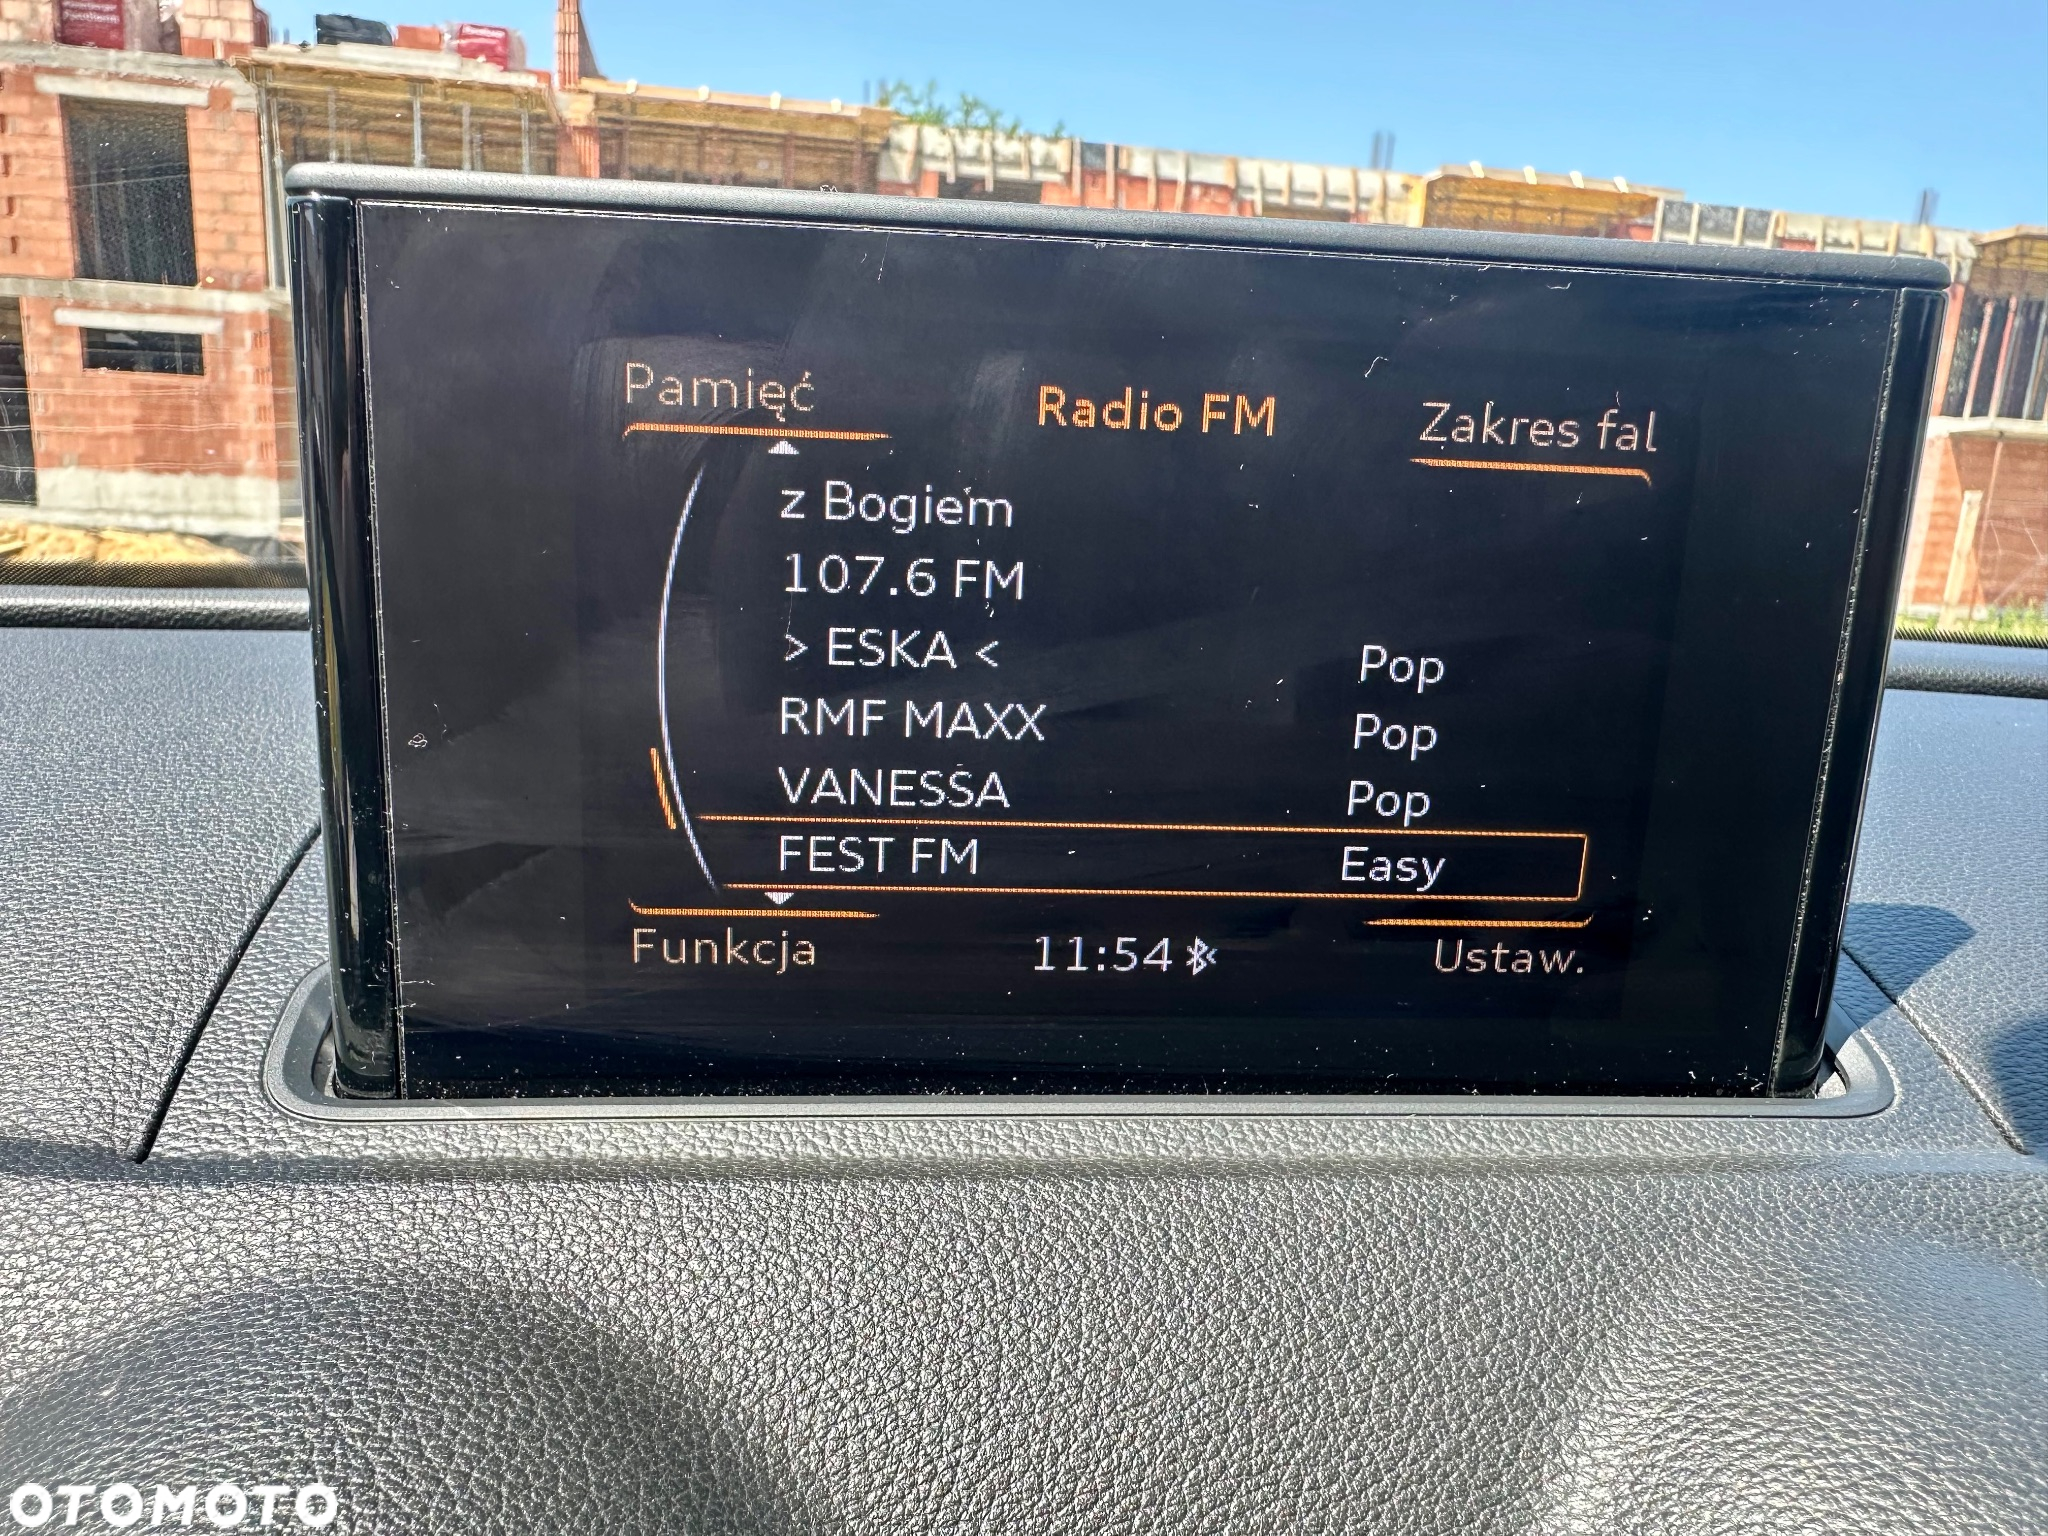 Pamięć
Radio FM
Zakres fal
z Bogiem
107.6 FM
> ESKA < Pop
RMF MAXX Pop
VANESSA Pop
FEST FM Easy
Funkcja
11:54
Ustaw.
OTOMOTO